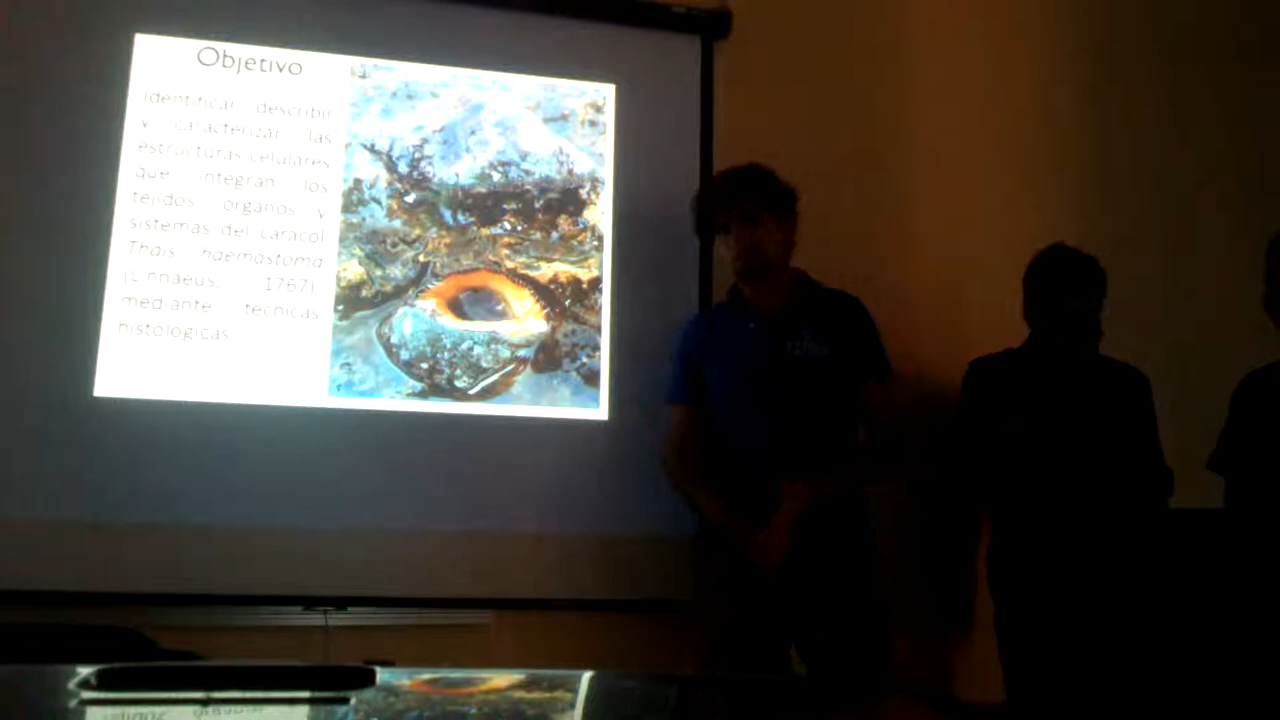 Objetivo
Identificar describir
y caracterizar las
estructuras celulares
que integran los
tejidos organos y
sistemas del caracol
Thais haemastoma
(Linnaeus, 1767)
mediante técnicas
histológicas